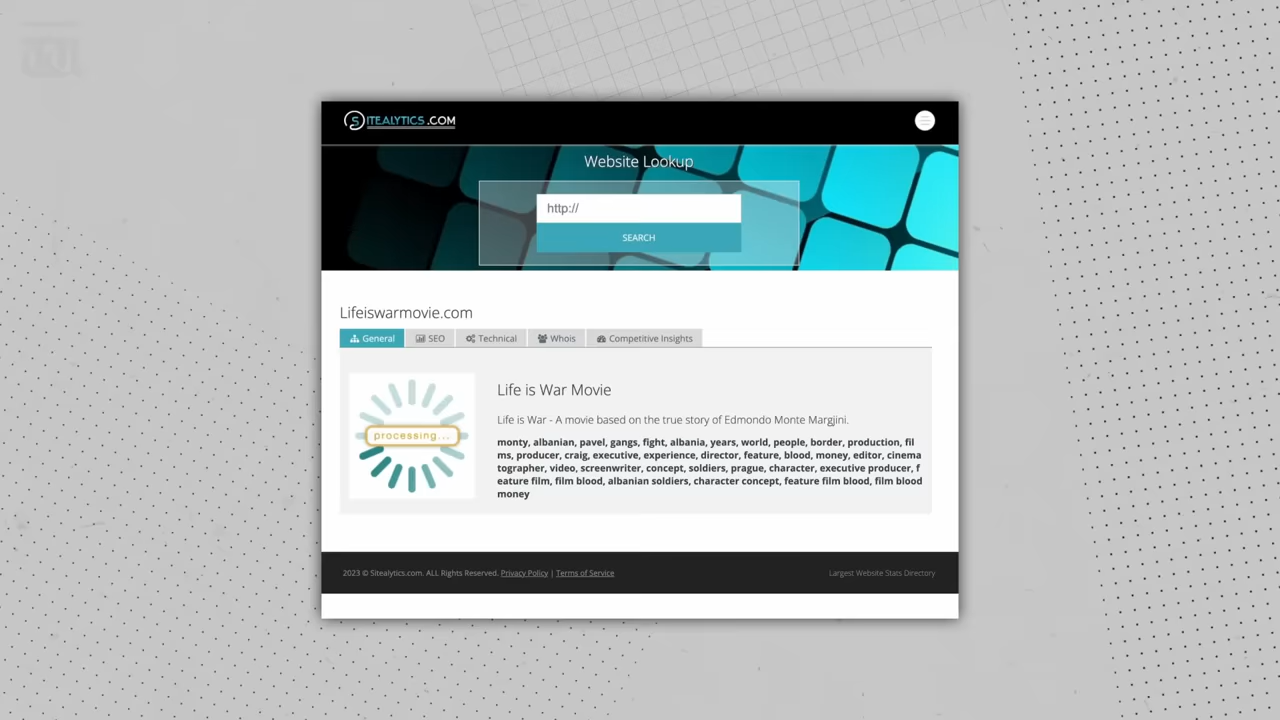 SITEALYTICS.COM
Website Lookup
http://
SEARCH
Lifeiswarmovie.com
General SEO Technical Whois Competitive Insights
processing...
Life is War Movie
Life is War - A movie based on the true story of Edmondo Monte Margjini.
monty, albanian, pavel, gangs, fight, albania, years, world, people, border, production, fil
ms, producer, craig, executive, experience, director, feature, blood, money, editor, cinema
tographer, video, screenwriter, concept, soldiers, prague, character, executive producer, f
eature film, film blood, albanian soldiers, character concept, feature film blood, film blood
money
2023 © Sitealytics.com. ALL Rights Reserved. Privacy Policy | Terms of Service
Largest Website Stats Directory